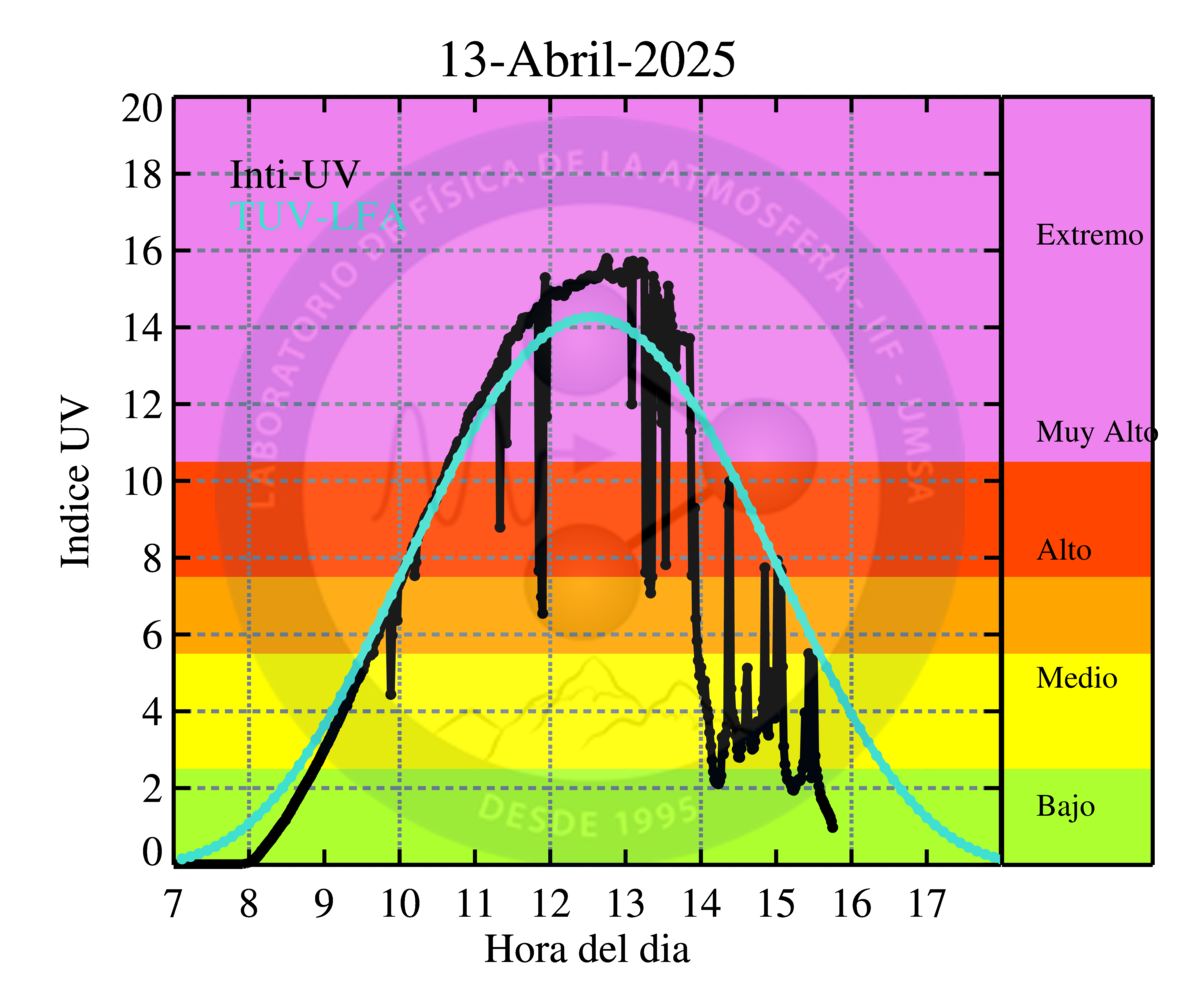 13-Abril-2025
20
18
16
14
12
10
8
6
4
2
0
Indice UV
Inti-UV
TUV-LFA
LABORATORIO DE FÍSICA DE LA ATMÓSFERA - IIF - UMSA
DESDE 1995
Extremo
Muy Alto
Alto
Medio
Bajo
7 8 9 10 11 12 13 14 15 16 17
Hora del dia